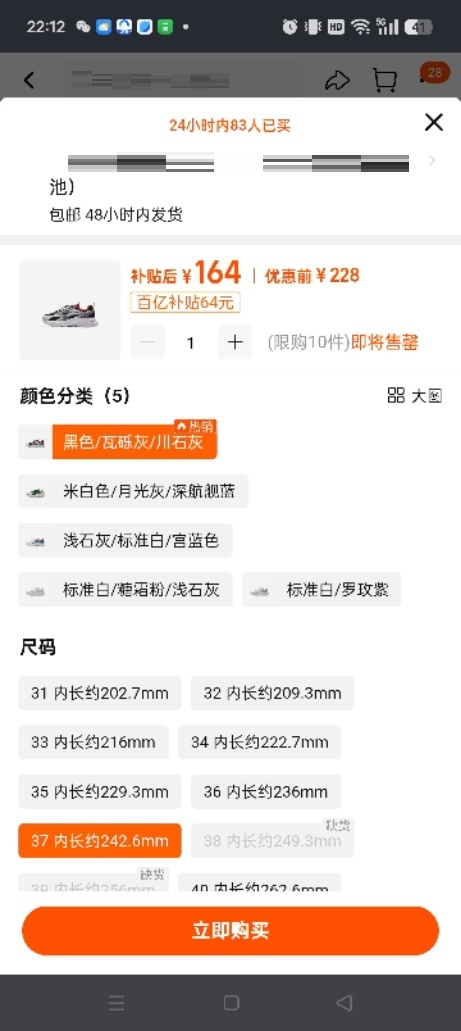 22:12
HD
5G
41
28
24小时内83人已买
池）
包邮 48小时内发货
补贴后 ¥164 | 优惠前 ¥228
百亿补贴64元
1 (限购10件)即将售罄
颜色分类（5） 大图
热销
黑色/瓦砾灰/川石灰
米白色/月光灰/深航舰蓝
浅石灰/标准白/宫蓝色
标准白/糖霜粉/浅石灰 标准白/罗玫紫
尺码
31 内长约202.7mm 32 内长约209.3mm
33 内长约216mm 34 内长约222.7mm
35 内长约229.3mm 36 内长约236mm
缺货
37 内长约242.6mm 38 内长约249.3mm
缺货
39 内长约256mm 40 内长约262.6mm
立即购买